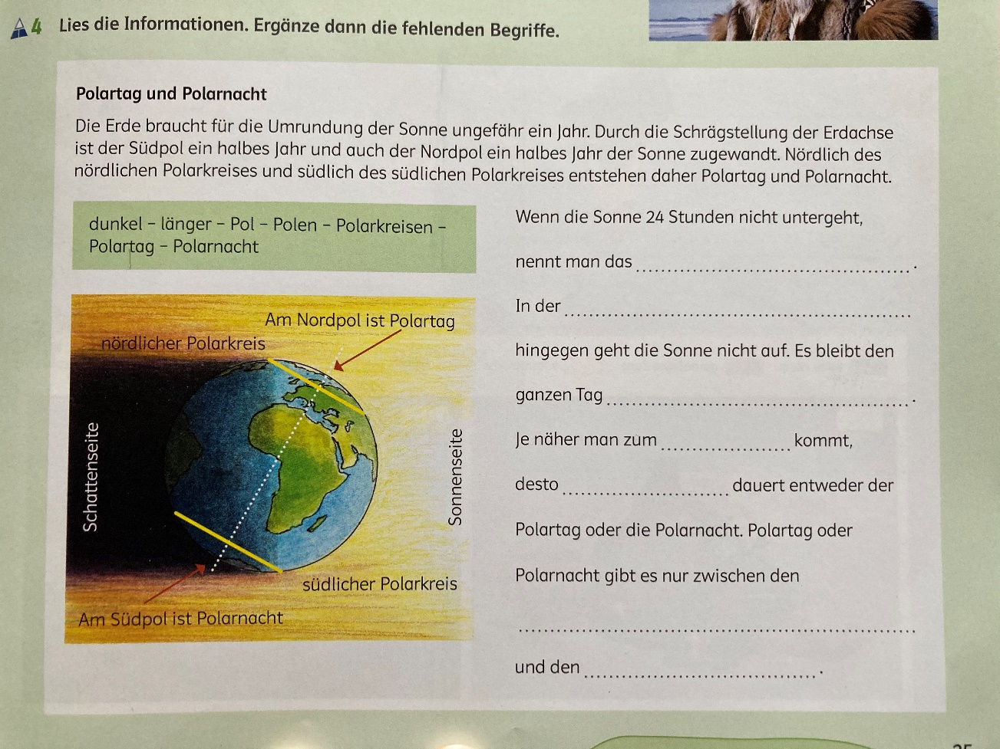 4 Lies die Informationen. Ergänze dann die fehlenden Begriffe.
Polartag und Polarnacht
Die Erde braucht für die Umrundung der Sonne ungefähr ein Jahr. Durch die Schrägstellung der Erdachse
ist der Südpol ein halbes Jahr und auch der Nordpol ein halbes Jahr der Sonne zugewandt. Nördlich des
nördlichen Polarkreises und südlich des südlichen Polarkreises entstehen daher Polartag und Polarnacht.
dunkel – länger – Pol – Polen – Polarkreisen –
Polartag – Polarnacht
Am Nordpol ist Polartag
nördlicher Polarkreis
Schattenseite
Sonnenseite
südlicher Polarkreis
Am Südpol ist Polarnacht
Wenn die Sonne 24 Stunden nicht untergeht,
nennt man das .
In der
hingegen geht die Sonne nicht auf. Es bleibt den
ganzen Tag .
Je näher man zum kommt,
desto dauert entweder der
Polartag oder die Polarnacht. Polartag oder
Polarnacht gibt es nur zwischen den
und den .